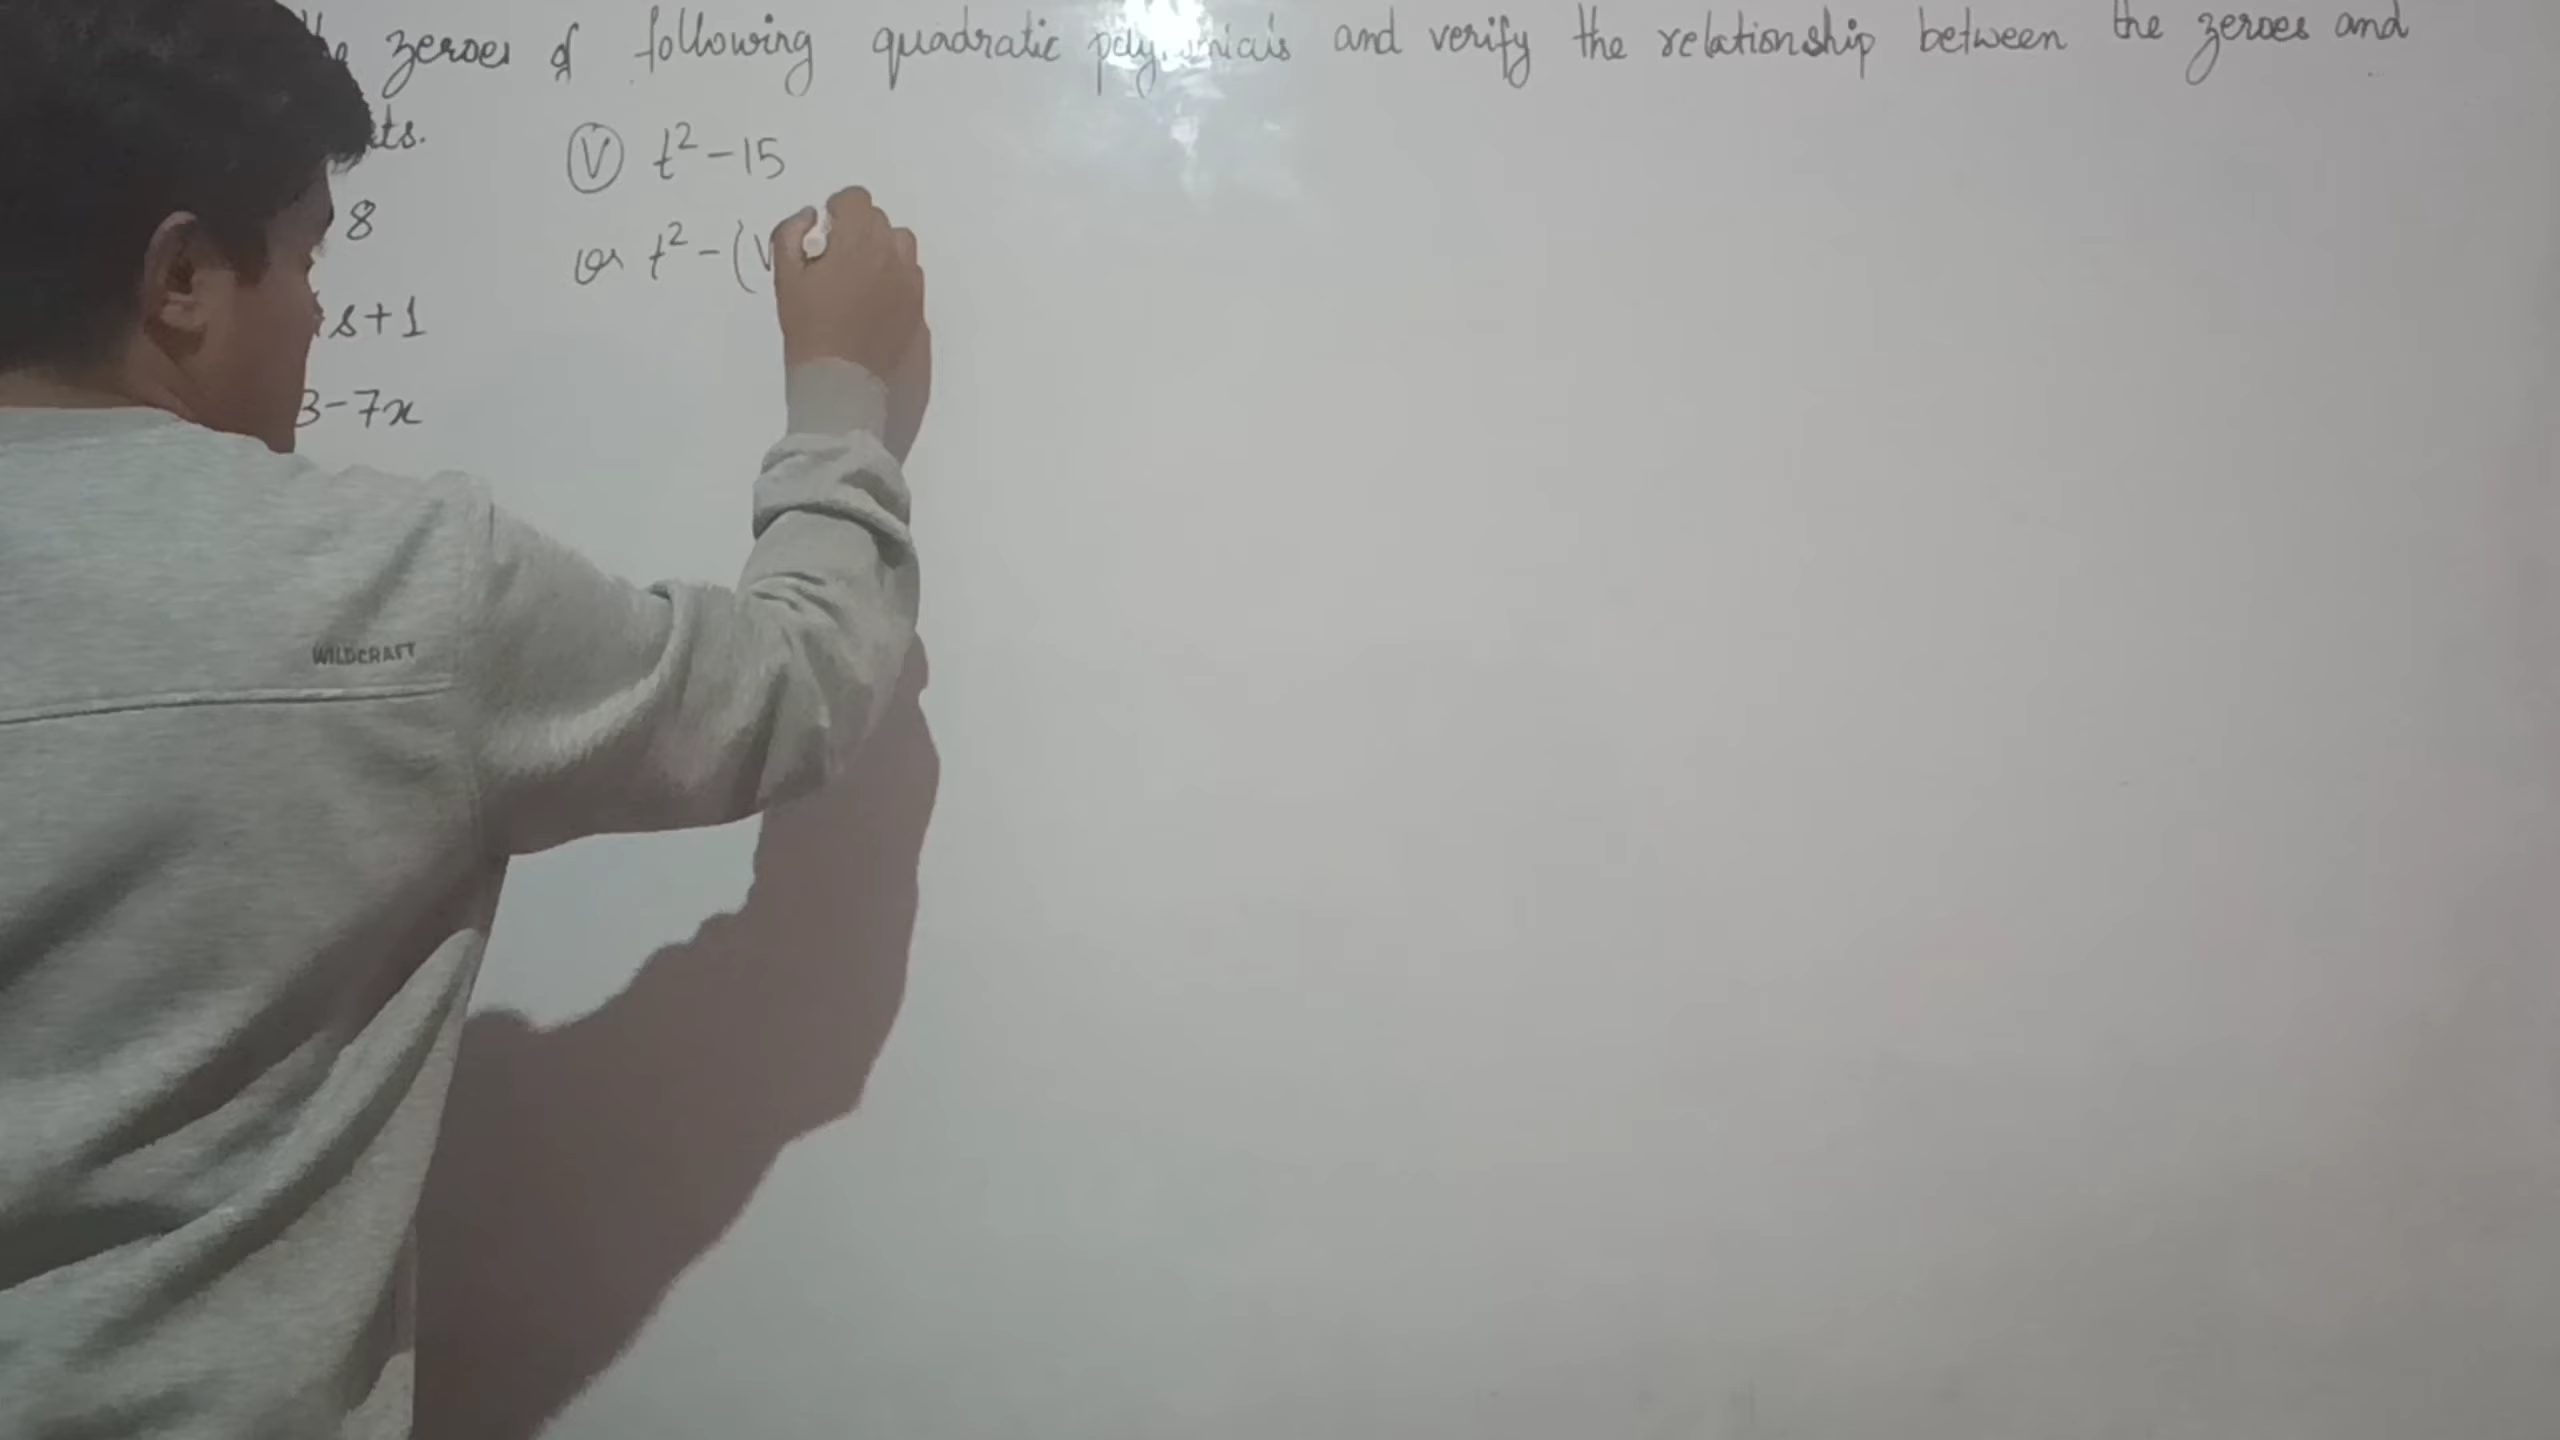 zeroes of following quadratic polynomials and verify the relationship between the zeroes and
ts.
Ⓥ t² - 15
8
or t² - (√
s+1
3-7x
WILDCRAFT